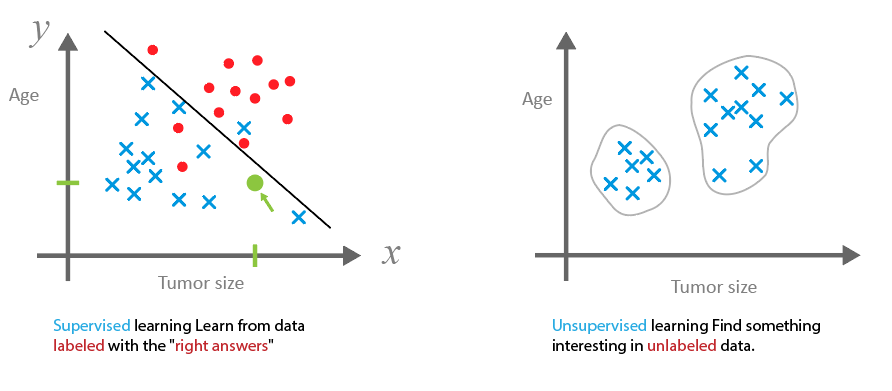 y
Age
x
Tumor size
Supervised learning Learn from data
labeled with the "right answers"
Age
Tumor size
Unsupervised learning Find something
interesting in unlabeled data.